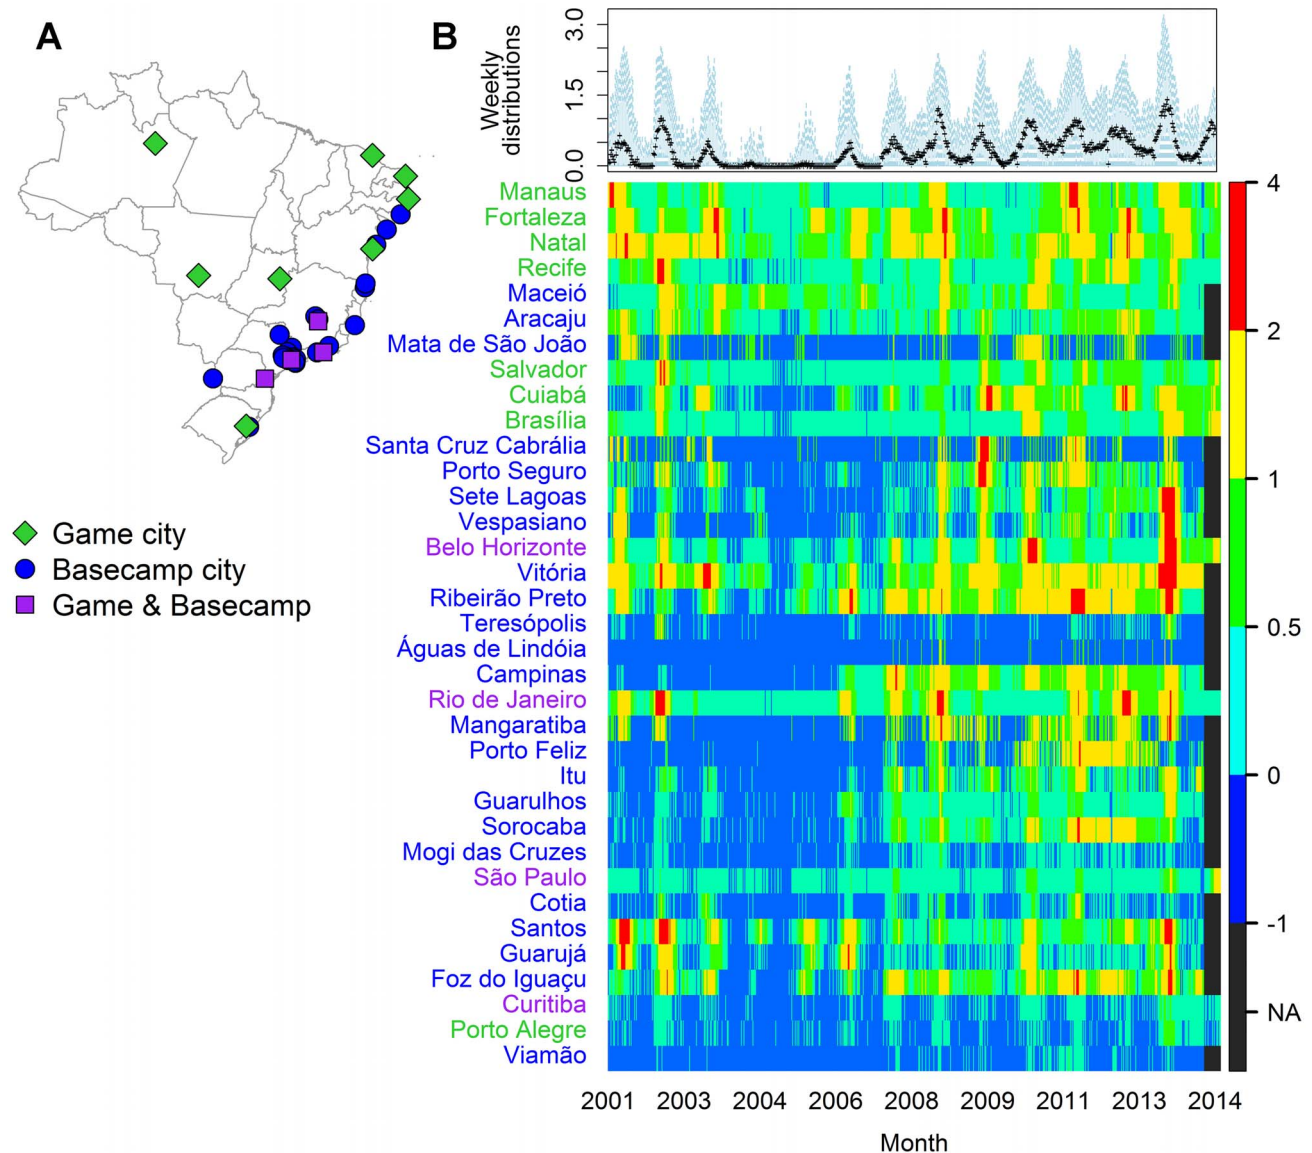 A
B
Weekly
distributions
3.0
1.5
0.0
Game city
Basecamp city
Game & Basecamp
Manaus
Fortaleza
Natal
Recife
Maceió
Aracaju
Mata de São João
Salvador
Cuiabá
Brasília
Santa Cruz Cabrália
Porto Seguro
Sete Lagoas
Vespasiano
Belo Horizonte
Vitória
Ribeirão Preto
Teresópolis
Águas de Lindóia
Campinas
Rio de Janeiro
Mangaratiba
Porto Feliz
Itu
Guarulhos
Sorocaba
Mogi das Cruzes
São Paulo
Cotia
Santos
Guarujá
Foz do Iguaçu
Curitiba
Porto Alegre
Viamão
4
2
1
0.5
0
-1
NA
2001 2003 2004 2006 2008 2009 2011 2013 2014
Month